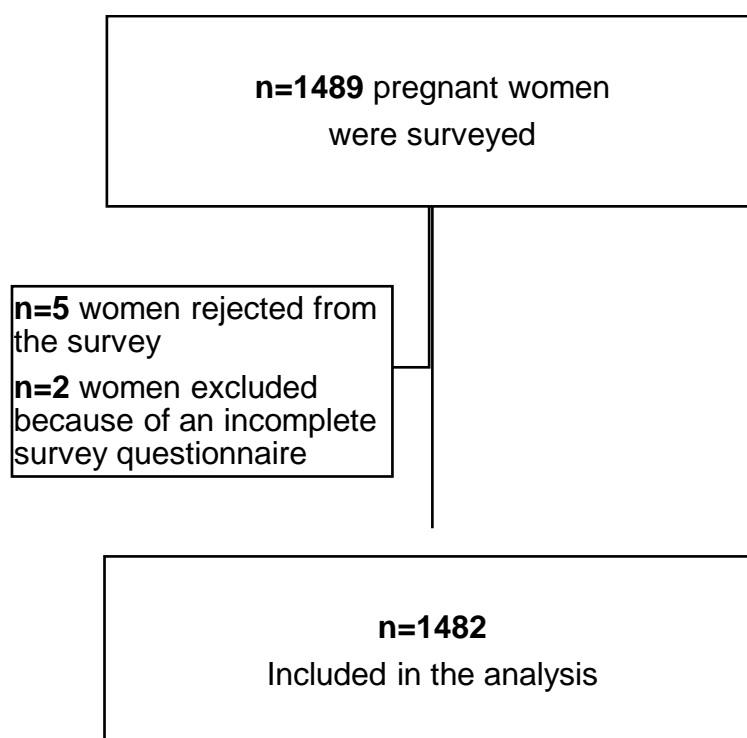 n=1489 pregnant women
were surveyed
n=5 women rejected from
the survey
n=2 women excluded
because of an incomplete
survey questionnaire
n=1482
Included in the analysis